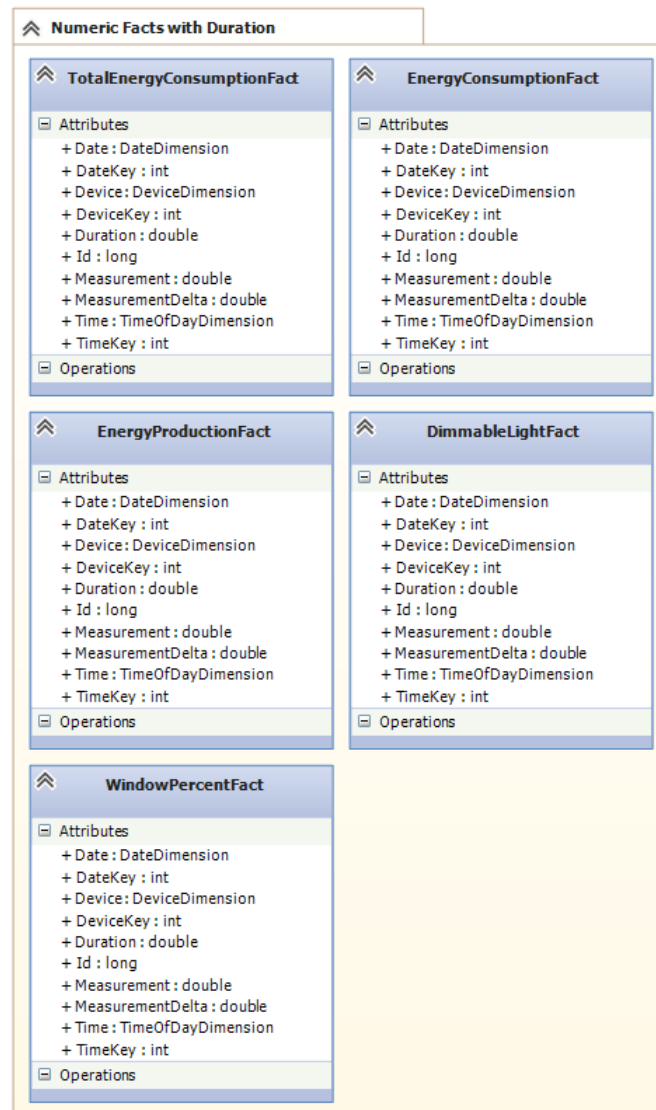 Numeric Facts with Duration
TotalEnergyConsumptionFact
Attributes
+ Date : DateDimension
+ DateKey : int
+ Device : DeviceDimension
+ DeviceKey : int
+ Duration : double
+ Id : long
+ Measurement : double
+ MeasurementDelta : double
+ Time : TimeOfDayDimension
+ TimeKey : int
Operations
EnergyConsumptionFact
Attributes
+ Date : DateDimension
+ DateKey : int
+ Device : DeviceDimension
+ DeviceKey : int
+ Duration : double
+ Id : long
+ Measurement : double
+ MeasurementDelta : double
+ Time : TimeOfDayDimension
+ TimeKey : int
Operations
EnergyProductionFact
Attributes
+ Date : DateDimension
+ DateKey : int
+ Device : DeviceDimension
+ DeviceKey : int
+ Duration : double
+ Id : long
+ Measurement : double
+ MeasurementDelta : double
+ Time : TimeOfDayDimension
+ TimeKey : int
Operations
DimmableLightFact
Attributes
+ Date : DateDimension
+ DateKey : int
+ Device : DeviceDimension
+ DeviceKey : int
+ Duration : double
+ Id : long
+ Measurement : double
+ MeasurementDelta : double
+ Time : TimeOfDayDimension
+ TimeKey : int
Operations
WindowPercentFact
Attributes
+ Date : DateDimension
+ DateKey : int
+ Device : DeviceDimension
+ DeviceKey : int
+ Duration : double
+ Id : long
+ Measurement : double
+ MeasurementDelta : double
+ Time : TimeOfDayDimension
+ TimeKey : int
Operations